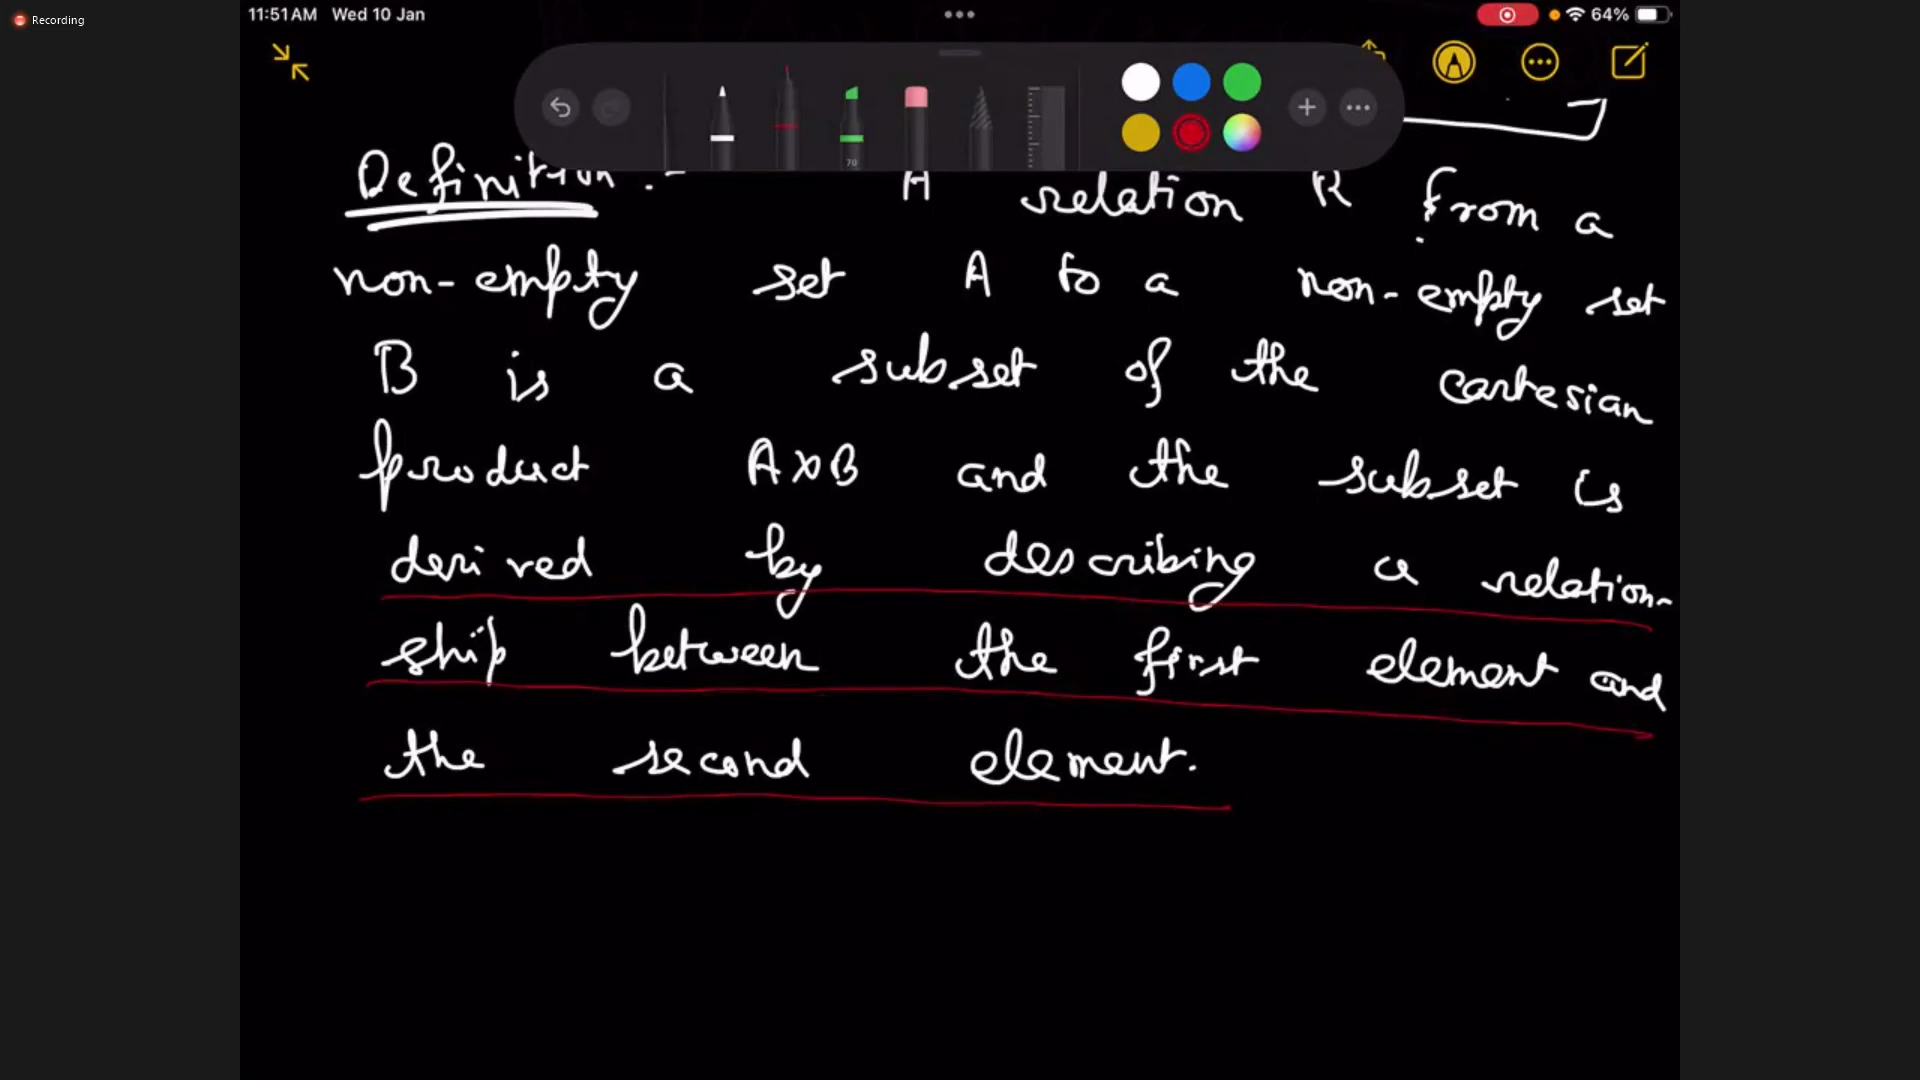 Recording
11:51 AM Wed 10 Jan
64%
70
Definition :- A relation R from a
non-empty set A to a non-empty set
B is a subset of the cartesian
product A×B and the subset is
derived by describing a relation-
ship between the first element and
the second element.